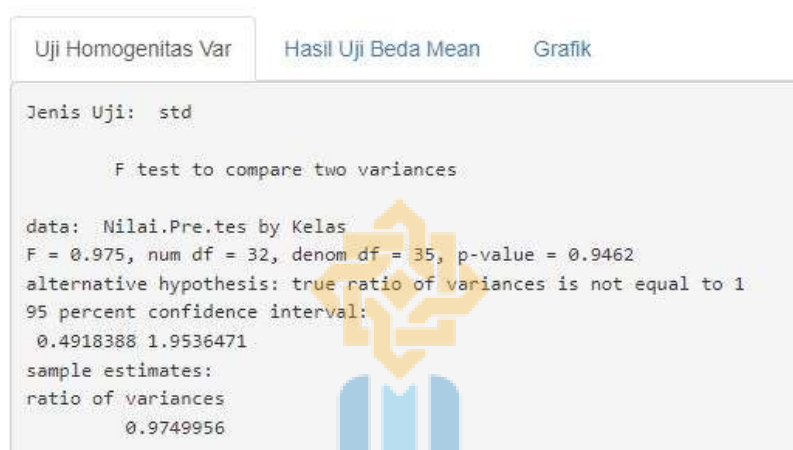 Uji Homogenitas Var Hasil Uji Beda Mean Grafik
Jenis Uji: std
F test to compare two variances
data: Nilai.Pre.tes by Kelas
F = 0.975, num df = 32, denom df = 35, p-value = 0.9462
alternative hypothesis: true ratio of variances is not equal to 1
95 percent confidence interval:
0.4918388 1.9536471
sample estimates:
ratio of variances
0.9749956